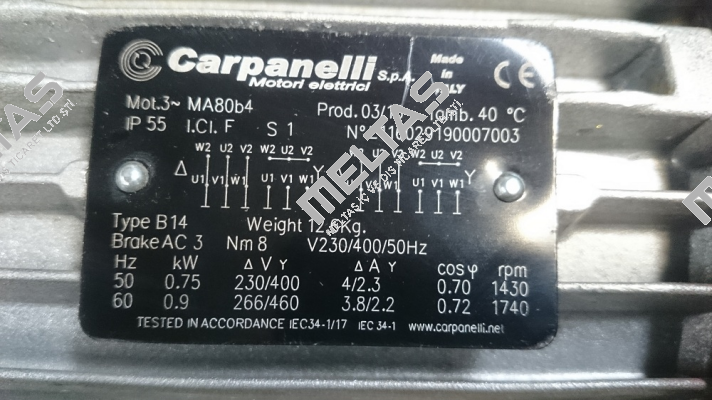 Carpanelli S.p.A.
Motori elettrici
Made
in
CE
Mot.3~ MA80b4 Prod. 03/ Tamb. 40 °C
IP 55 I.Cl. F S 1 N° 16029190007003
W2 U2 V2 W2 U2 V2 W2 U2 V2 W2 U2 V2
Δ Y Y
U1 V1 W1 U1 V1 W1 U1 V1 W1 U1 V1 W1
Type B14 Weight Kg.
Brake AC 3 Nm 8 V230/400/50Hz
Hz kW Δ V Y Δ A Y cosφ rpm
50 0.75 230/400 4/2.3 0.70 1430
60 0.9 266/460 3.8/2.2 0.72 1740
TESTED IN ACCORDANCE IEC34-1/17 IEC 34-1 www.carpanelli.net
MELTAS